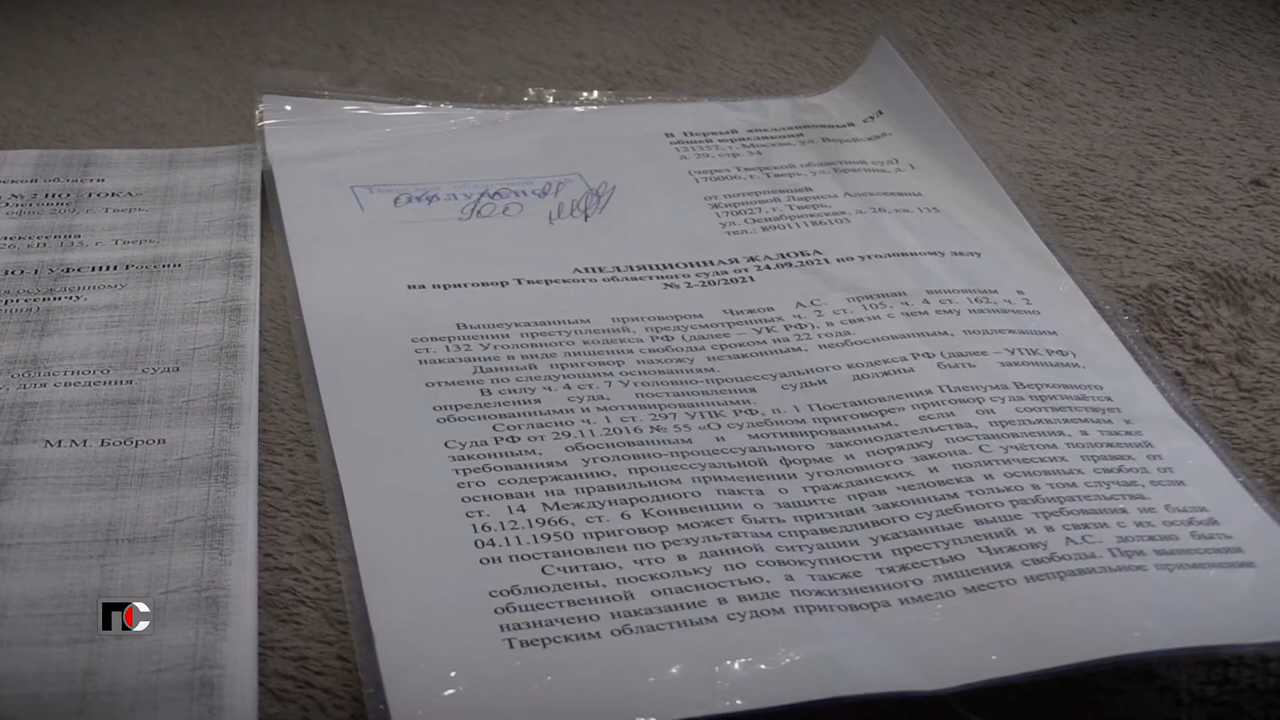 рской области
№ 2 НО «ТОКА»
Олеговне
офис 209, г. Тверь,
лексеевна
26, кв. 135, г. Тверь,
ЗО-1 УФСИН России
осужденному
ергеевичу,
областного суда
для сведения.
М.М. Бобров
В Первый апелляционный суд
общей юрисдикции
121357, г. Москва, ул. Верейская,
д. 29, стр. 34
(через Тверской областной суд)
170006, г. Тверь, ул. Брагина, д. 1
от потерпевшей
Жирновой Ларисы Алексеевны
170027, г. Тверь,
ул. Оснабрюкская, д. 26, кв. 135
тел.: 89011186103
900
АПЕЛЛЯЦИОННАЯ ЖАЛОБА
на приговор Тверского областного суда от 24.09.2021 по уголовному делу
№ 2-20/2021
Вышеуказанным приговором Чижов А.С. признан виновным в
совершении преступлений, предусмотренных ч. 2 ст. 105, ч. 4 ст. 162, ч. 2
ст. 132 Уголовного кодекса РФ (далее – УК РФ), в связи с чем ему назначено
наказание в виде лишения свободы сроком на 22 года.
Данный приговор нахожу незаконным, необоснованным, подлежащим
отмене по следующим основаниям.
В силу ч. 4 ст. 7 Уголовно-процессуального кодекса РФ (далее – УПК РФ)
определения суда, постановления судьи должны быть законными,
обоснованными и мотивированными.
Согласно ч. 1 ст. 297 УПК РФ, п. 1 Постановления Пленума Верховного
Суда РФ от 29.11.2016 № 55 «О судебном приговоре» приговор суда признаётся
законным, обоснованным и мотивированным, если он соответствует
требованиям уголовно-процессуального законодательства, предъявляемым к
его содержанию, процессуальной форме и порядку постановления, а также
основан на правильном применении уголовного закона. С учётом положений
ст. 14 Международного пакта о гражданских и политических правах от
16.12.1966, ст. 6 Конвенции о защите прав человека и основных свобод от
04.11.1950 приговор может быть признан законным только в том случае, если
он постановлен по результатам справедливого судебного разбирательства.
Считаю, что в данной ситуации указанные выше требования не были
соблюдены, поскольку по совокупности преступлений и в связи с их особой
общественной опасностью, а также тяжестью Чижову А.С. должно быть
назначено наказание в виде пожизненного лишения свободы. При вынесении
Тверским областным судом приговора имело место неправильное применение
ПС